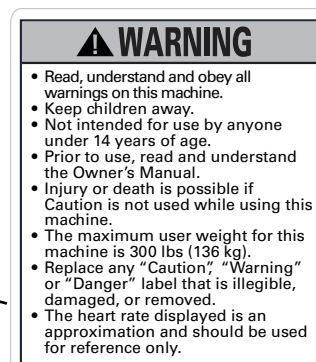 ⚠ WARNING
• Read, understand and obey all
warnings on this machine.
• Keep children away.
• Not intended for use by anyone
under 14 years of age.
• Prior to use, read and understand
the Owner’s Manual.
• Injury or death is possible if
Caution is not used while using this
machine.
• The maximum user weight for this
machine is 300 lbs (136 kg).
• Replace any “Caution”, “Warning”
or “Danger” label that is illegible,
damaged, or removed.
• The heart rate displayed is an
approximation and should be used
for reference only.